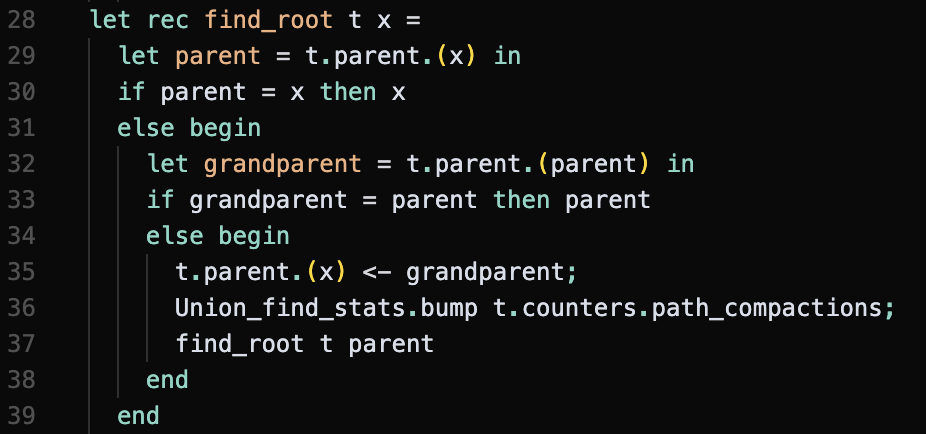 28 let rec find_root t x =
29 let parent = t.parent.(x) in
30 if parent = x then x
31 else begin
32 let grandparent = t.parent.(parent) in
33 if grandparent = parent then parent
34 else begin
35 t.parent.(x) <- grandparent;
36 Union_find_stats.bump t.counters.path_compactions;
37 find_root t parent
38 end
39 end